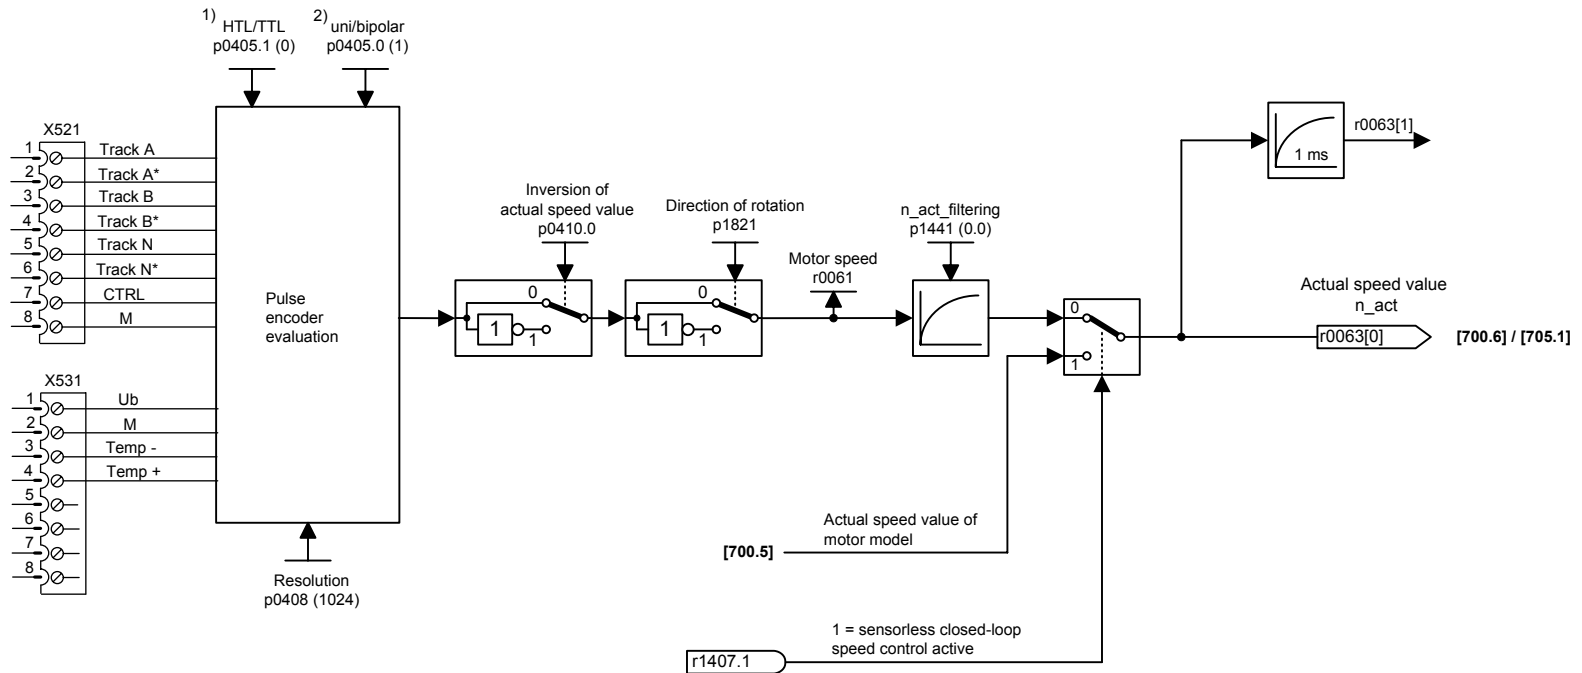 1) HTL/TTL
p0405.1 (0)
2) uni/bipolar
p0405.0 (1)
X521
1 Track A
2 Track A*
3 Track B
4 Track B*
5 Track N
6 Track N*
7 CTRL
8 M
X531
1 Ub
2 M
3 Temp -
4 Temp +
5
6
7
8
Pulse
encoder
evaluation
Resolution
p0408 (1024)
Inversion of
actual speed value
p0410.0
0
1
1
Direction of rotation
p1821
0
1
1
Motor speed
r0061
n_act_filtering
p1441 (0.0)
0
1
1 ms
r0063[1]
Actual speed value
n_act
r0063[0]
[700.6] / [705.1]
Actual speed value of
motor model
[700.5]
1 = sensorless closed-loop
speed control active
r1407.1